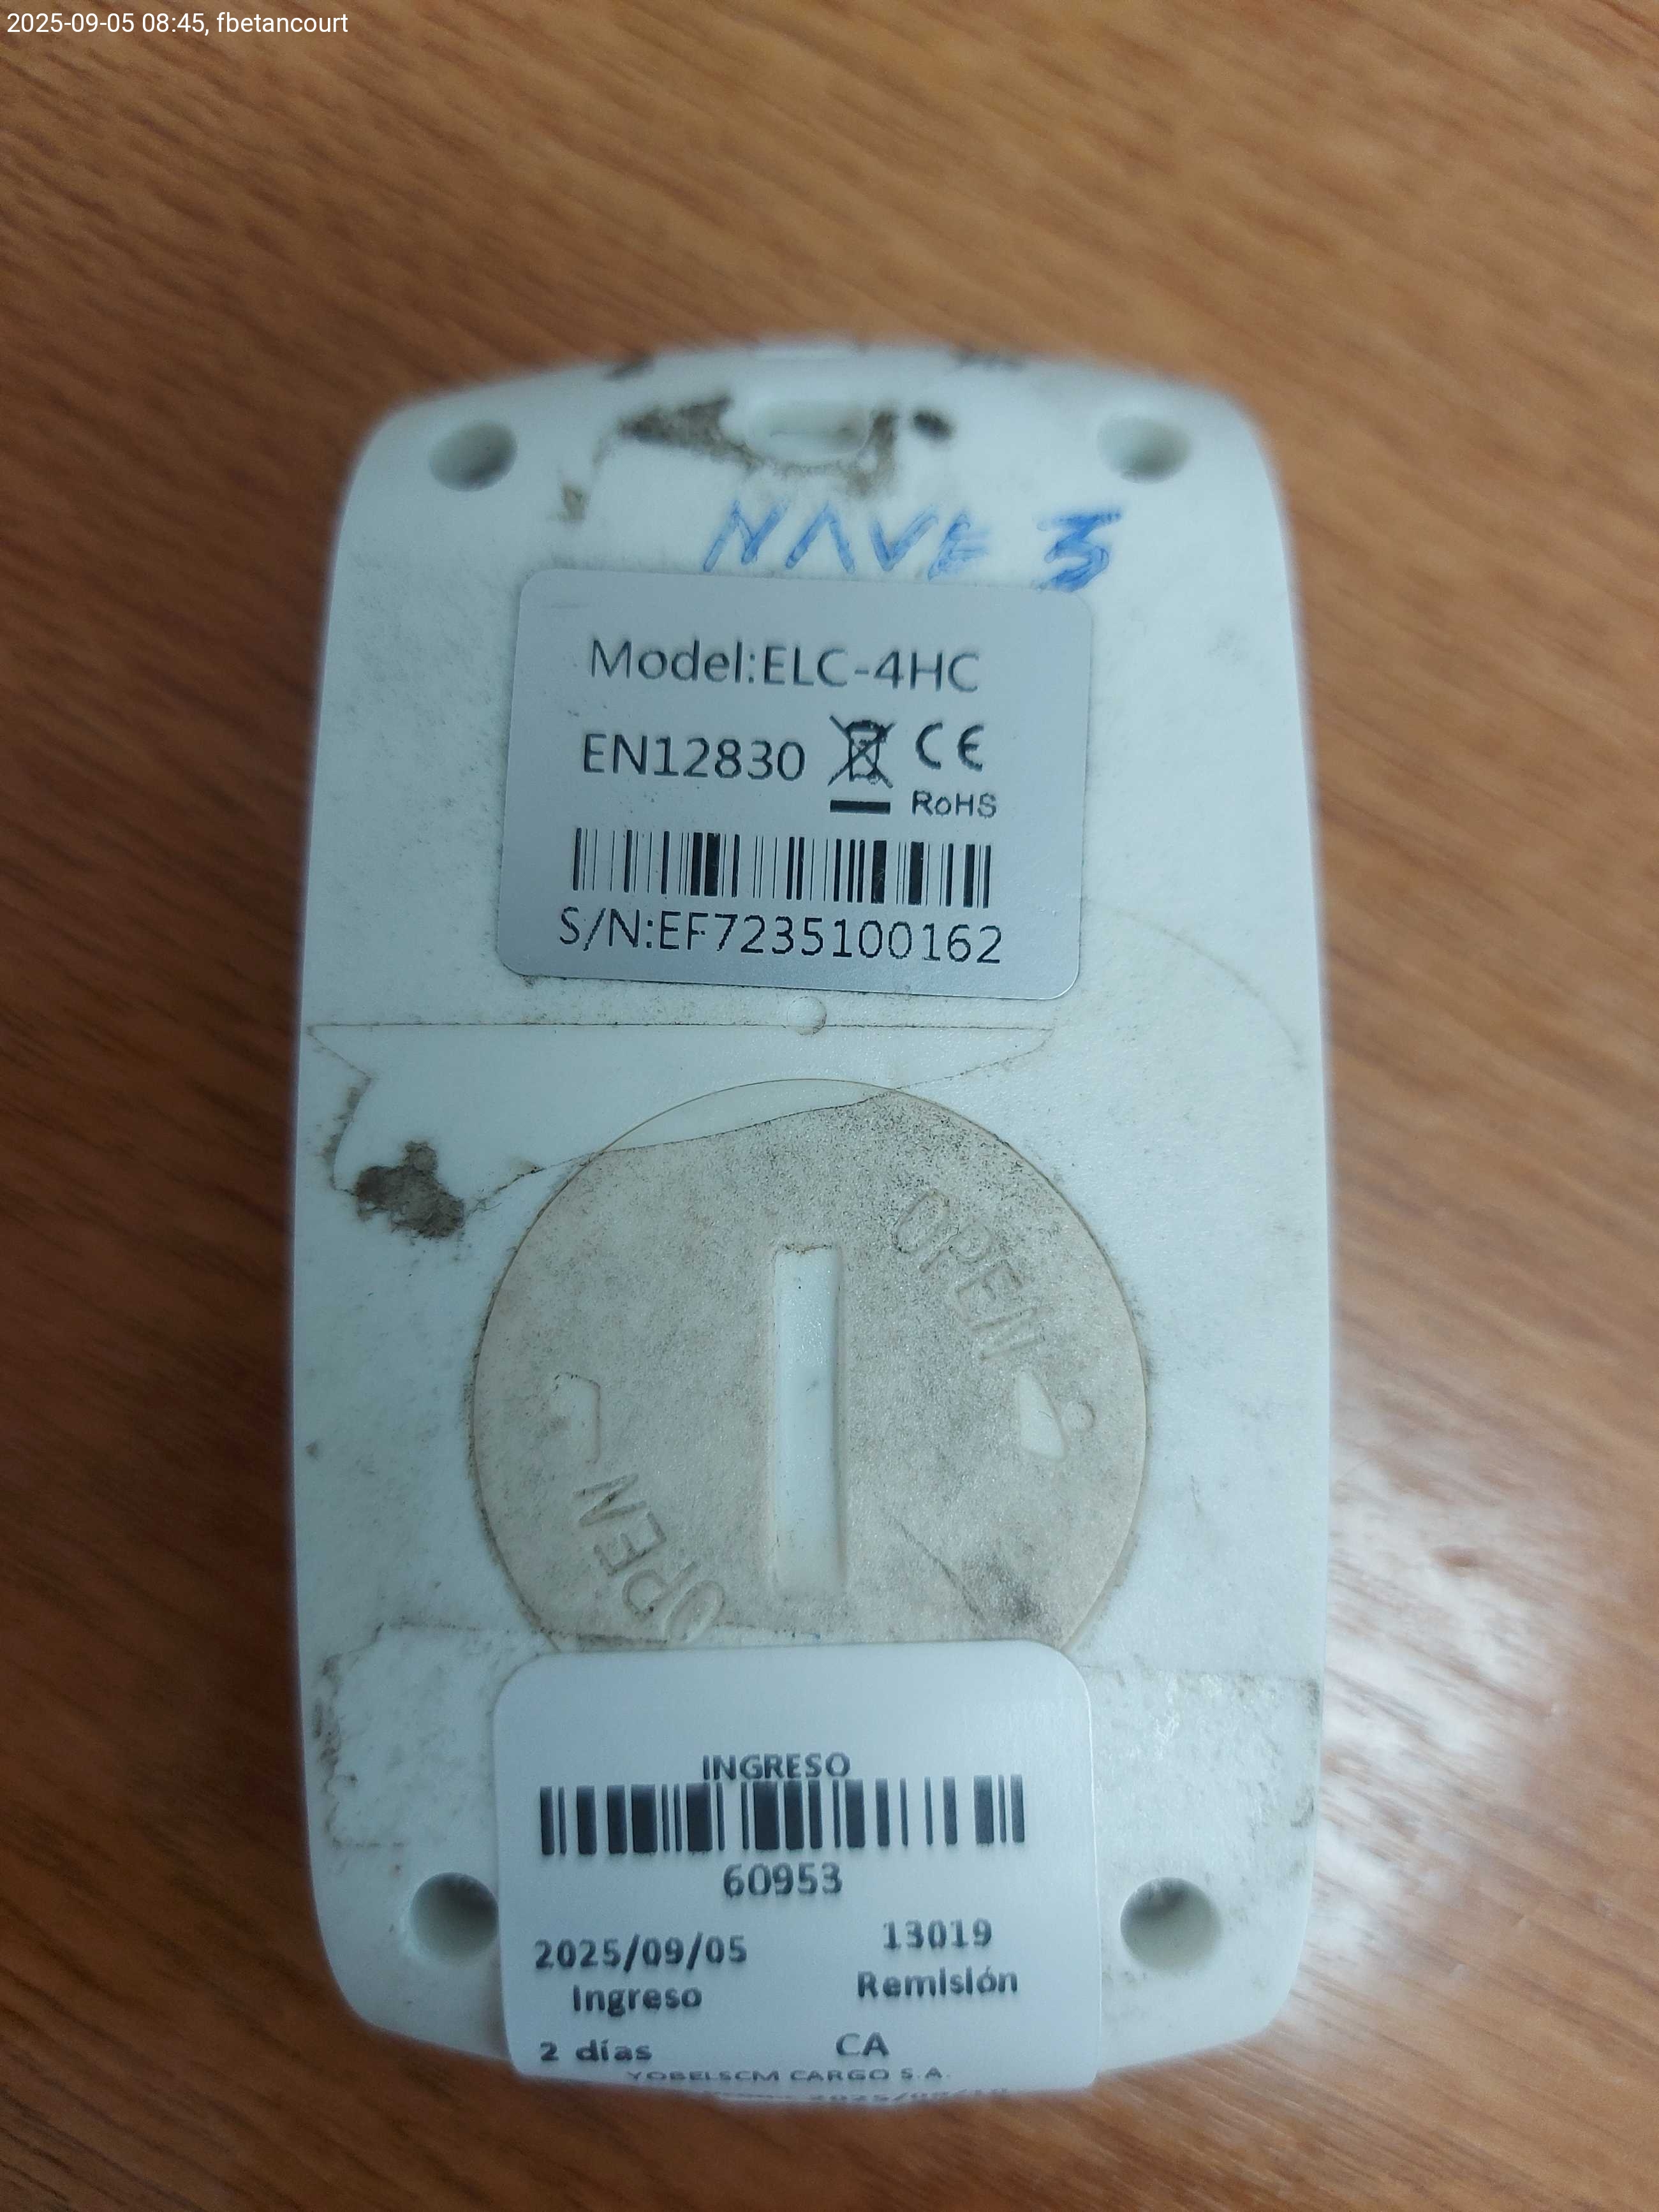 2025-09-05 08:45, fbetancourt
NAVE 3
Model:ELC-4HC
EN12830 CE
RoHS
S/N:EF7235100162
OPEN
OPEN
INGRESO
60953
2025/09/05 13019
Ingreso Remisión
2 días CA
YOBELSCM CARGO S.A.